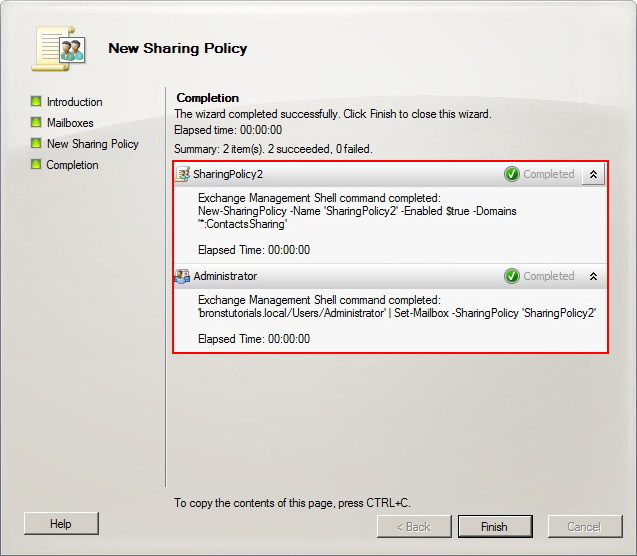 New Sharing Policy
Introduction
Mailboxes
New Sharing Policy
Completion
Completion
The wizard completed successfully. Click Finish to close this wizard.
Elapsed time: 00:00:00
Summary: 2 item(s). 2 succeeded, 0 failed.
SharingPolicy2 Completed
Exchange Management Shell command completed:
New-SharingPolicy -Name 'SharingPolicy2' -Enabled $true -Domains
'*:ContactsSharing'
Elapsed Time: 00:00:00
Administrator Completed
Exchange Management Shell command completed:
'bronstutorials.local/Users/Administrator' | Set-Mailbox -SharingPolicy 'SharingPolicy2'
Elapsed Time: 00:00:00
To copy the contents of this page, press CTRL+C.
Help < Back Finish Cancel